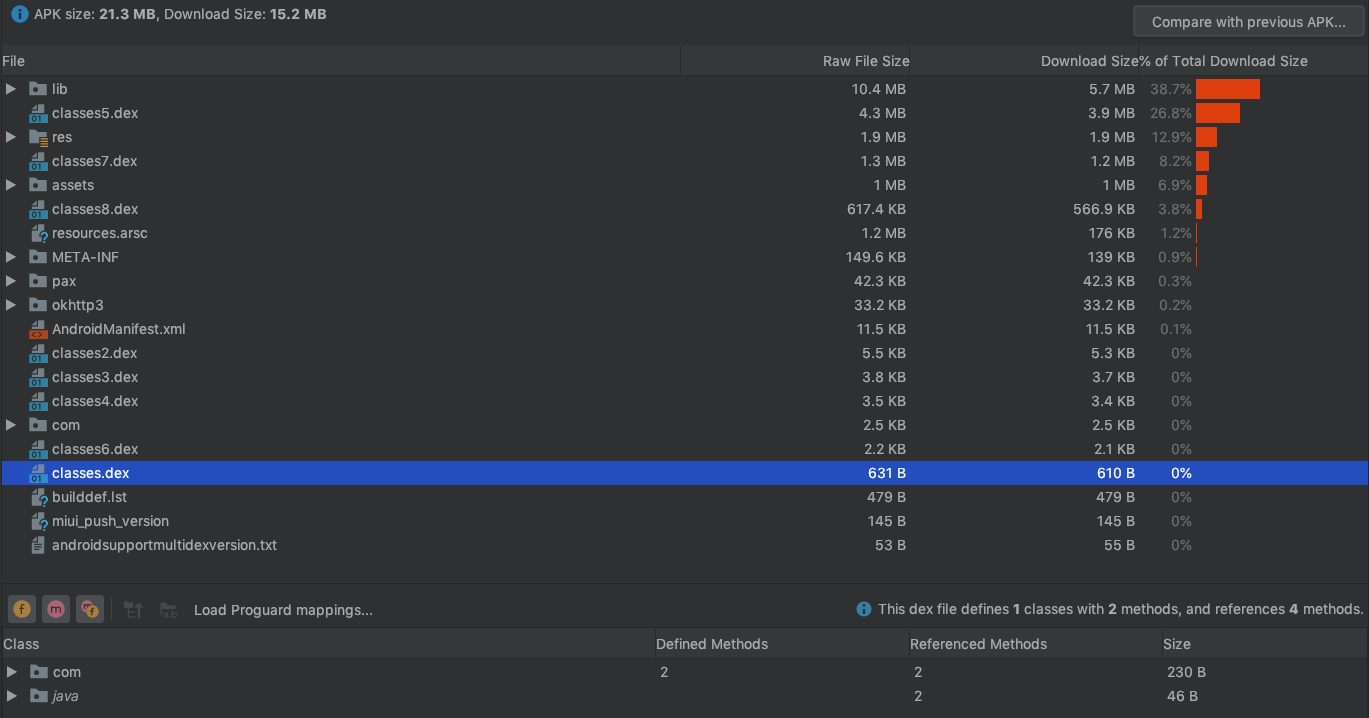 APK size: 21.3 MB, Download Size: 15.2 MB
Compare with previous APK...
File Raw File Size Download Size % of Total Download Size
lib 10.4 MB 5.7 MB 38.7%
classes5.dex 4.3 MB 3.9 MB 26.8%
res 1.9 MB 1.9 MB 12.9%
classes7.dex 1.3 MB 1.2 MB 8.2%
assets 1 MB 1 MB 6.9%
classes8.dex 617.4 KB 566.9 KB 3.8%
resources.arsc 1.2 MB 176 KB 1.2%
META-INF 149.6 KB 139 KB 0.9%
pax 42.3 KB 42.3 KB 0.3%
okhttp3 33.2 KB 33.2 KB 0.2%
AndroidManifest.xml 11.5 KB 11.5 KB 0.1%
classes2.dex 5.5 KB 5.3 KB 0%
classes3.dex 3.8 KB 3.7 KB 0%
classes4.dex 3.5 KB 3.4 KB 0%
com 2.5 KB 2.5 KB 0%
classes6.dex 2.2 KB 2.1 KB 0%
classes.dex 631 B 610 B 0%
builddef.lst 479 B 479 B 0%
miui_push_version 145 B 145 B 0%
androidsupportmultidexversion.txt 53 B 55 B 0%
Load Proguard mappings...
This dex file defines 1 classes with 2 methods, and references 4 methods.
Class Defined Methods Referenced Methods Size
com 2 2 230 B
java 2 46 B